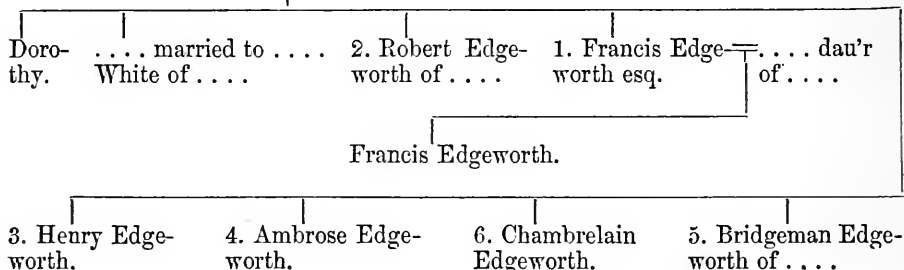 Doro-
thy.
. . . . married to . . . .
White of . . . .
2. Robert Edge-
worth of . . . .
1. Francis Edge-
worth esq.
. . . . dau'r
of . . . .
Francis Edgeworth.
3. Henry Edge-
worth.
4. Ambrose Edge-
worth.
6. Chambrelain
Edgeworth.
5. Bridgeman Edge-
worth of . . . .